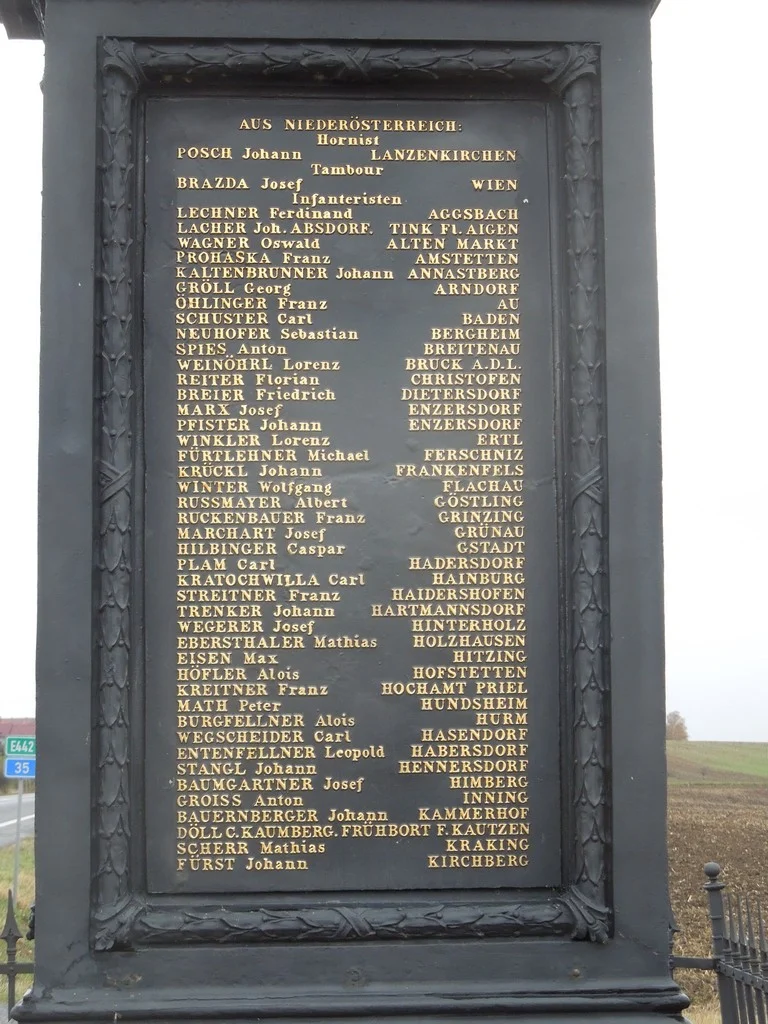 AUS NIEDERÖSTERREICH:
Hornist
POSCH Johann LANZENKIRCHEN
Tambour
BRAZDA Josef WIEN
Infanteristen
LECHNER Ferdinand AGGSBACH
LACHER Joh. ABSDORF. TINK Fl. AIGEN
WAGNER Oswald ALTEN MARKT
PROHASKA Franz AMSTETTEN
KALTENBRUNNER Johann ANNASTBERG
GRÖLL Georg ARNDORF
ÖHLINGER Franz AU
SCHUSTER Carl BADEN
NEUHOFER Sebastian BERGHEIM
SPIES Anton BREITENAU
WEINÖHRL Lorenz BRUCK A.D.L.
REITER Florian CHRISTOFEN
BREIER Friedrich DIETERSDORF
MARX Josef ENZERSDORF
PFISTER Johann ENZERSDORF
WINKLER Lorenz ERTL
FÜRTLEHNER Michael FERSCHNIZ
KRÜCKL Johann FRANKENFELS
WINTER Wolfgang FLACHAU
RUSSMAYER Albert GÖSTLING
RUCKENBAUER Franz GRINZING
MARCHART Josef GRÜNAU
HILBINGER Caspar GSTADT
PLAM Carl HADERSDORF
KRATOCHWILLA Carl HAINBURG
STREITNER Franz HAIDERSHOFEN
TRENKER Johann HARTMANNSDORF
WEGERER Josef HINTERHOLZ
EBERSTHALER Mathias HOLZHAUSEN
EISEN Max HITZING
HÖFLER Alois HOFSTETTEN
KREITNER Franz HOCHAMT PRIEL
MATH Peter HUNDSHEIM
BURGFELLNER Alois HURM
WEGSCHEIDER Carl HASENDORF
ENTENFELLNER Leopold HABERSDORF
STANGL Johann HENNERSDORF
BAUMGARTNER Josef HIMBERG
GROISS Anton INNING
BAUERNBERGER Johann KAMMERHOF
DÖLL C. KAUMBERG. FRÜHBORT F. KAUTZEN
SCHERR Mathias KRAKING
FÜRST Johann KIRCHBERG
E442
35